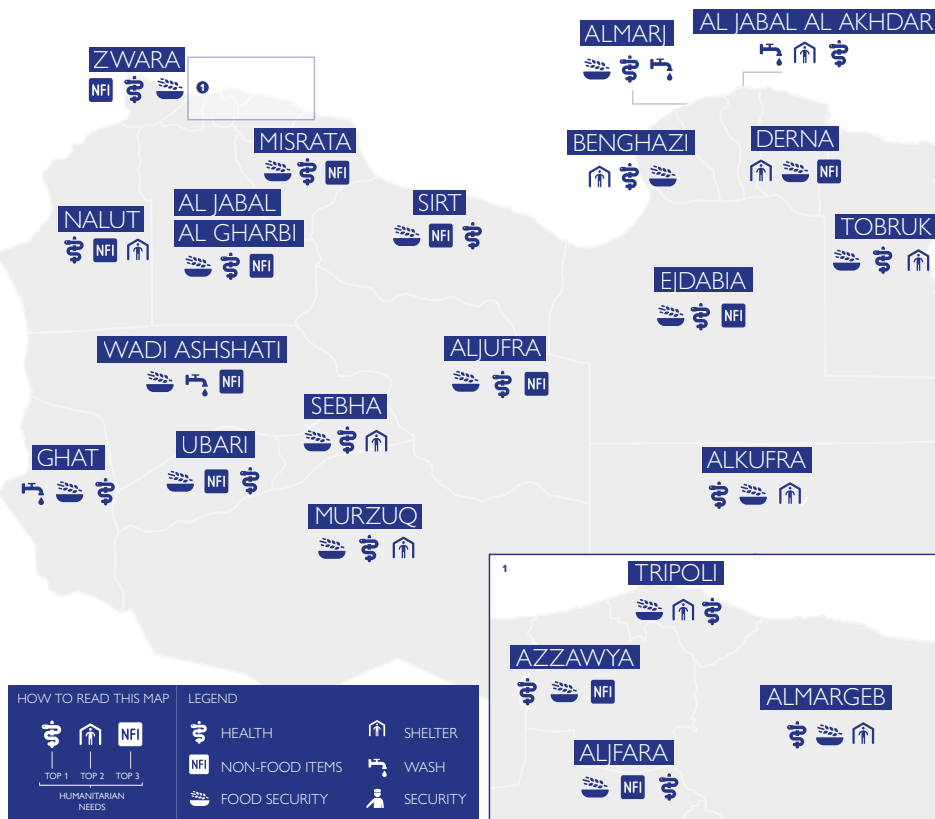 ALMARJ
AL JABAL AL AKHDAR
ZWARA
NFI
1
MISRATA
NFI
BENGHAZI
DERNA
NFI
NALUT
NFI
AL JABAL
AL GHARBI
NFI
SIRT
NFI
TOBRUK
EJDABIA
NFI
WADI ASHSHATI
NFI
ALJUFRA
NFI
SEBHA
GHAT
UBARI
NFI
ALKUFRA
MURZUQ
1
TRIPOLI
AZZAWYA
NFI
ALMARGEB
ALJFARA
NFI
HOW TO READ THIS MAP
NFI
TOP 1 TOP 2 TOP 3
HUMANITARIAN
NEEDS
LEGEND
HEALTH
NFI NON-FOOD ITEMS
FOOD SECURITY
SHELTER
WASH
SECURITY